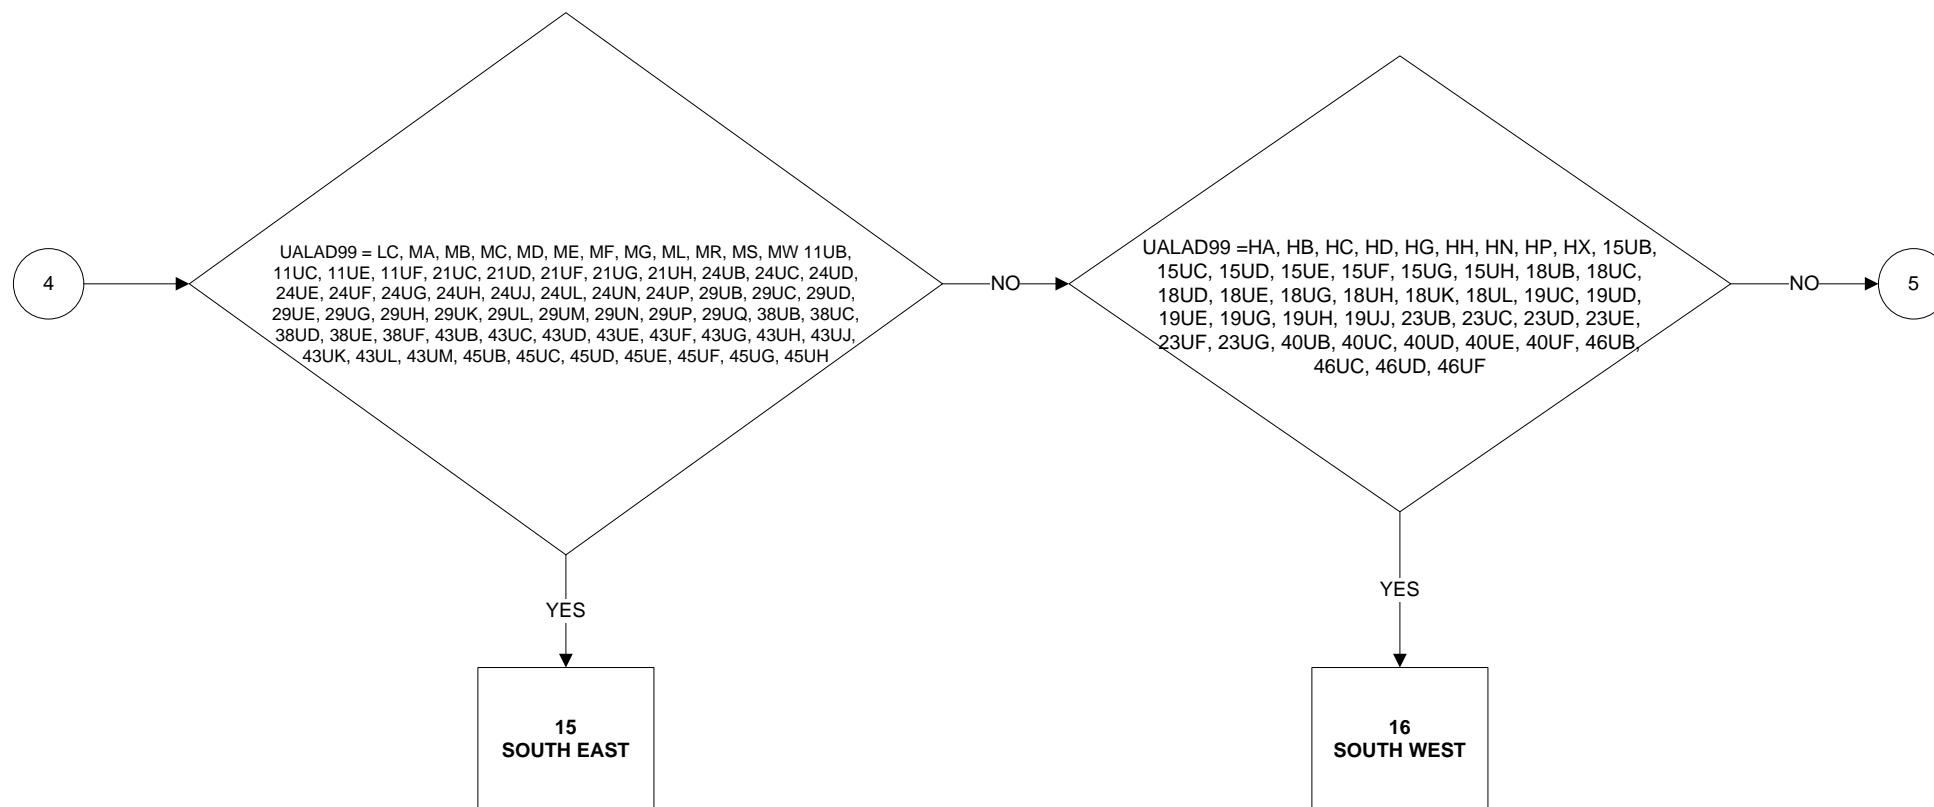 4
UALAD99 = LC, MA, MB, MC, MD, ME, MF, MG, ML, MR, MS, MW 11UB,
11UC, 11UE, 11UF, 21UC, 21UD, 21UF, 21UG, 21UH, 24UB, 24UC, 24UD,
24UE, 24UF, 24UG, 24UH, 24UJ, 24UL, 24UN, 24UP, 29UB, 29UC, 29UD,
29UE, 29UG, 29UH, 29UK, 29UL, 29UM, 29UN, 29UP, 29UQ, 38UB, 38UC,
38UD, 38UE, 38UF, 43UB, 43UC, 43UD, 43UE, 43UF, 43UG, 43UH, 43UJ,
43UK, 43UL, 43UM, 45UB, 45UC, 45UD, 45UE, 45UF, 45UG, 45UH
NO
UALAD99 =HA, HB, HC, HD, HG, HH, HN, HP, HX, 15UB,
15UC, 15UD, 15UE, 15UF, 15UG, 15UH, 18UB, 18UC,
18UD, 18UE, 18UG, 18UH, 18UK, 18UL, 19UC, 19UD,
19UE, 19UG, 19UH, 19UJ, 23UB, 23UC, 23UD, 23UE,
23UF, 23UG, 40UB, 40UC, 40UD, 40UE, 40UF, 46UB,
46UC, 46UD, 46UF
NO
5
YES
YES
15
SOUTH EAST
16
SOUTH WEST